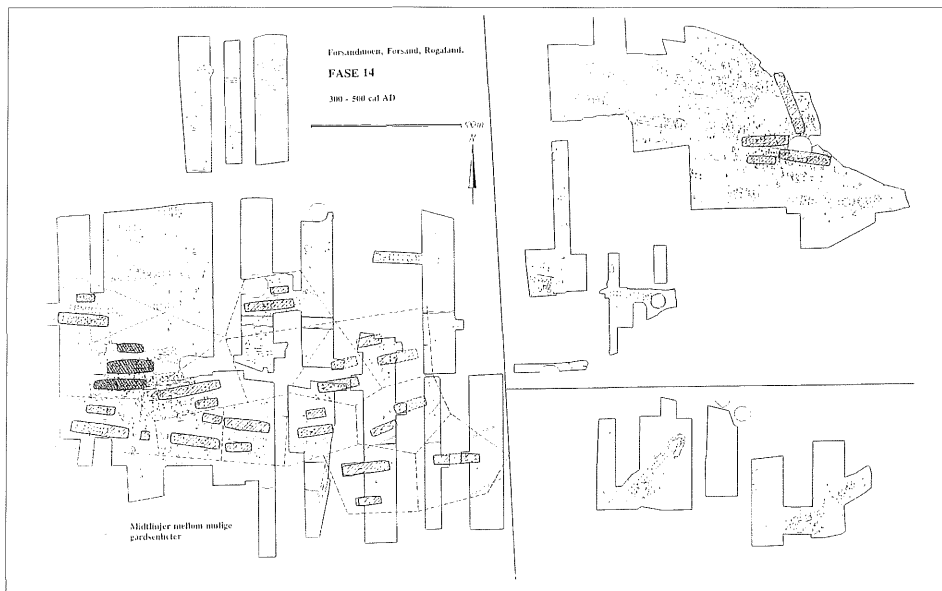 Forsandmoen, Forsand, Rogaland.
FASE 14
300 - 500 cal AD
N
Midtlinjer mellom mulige
gardsenheter